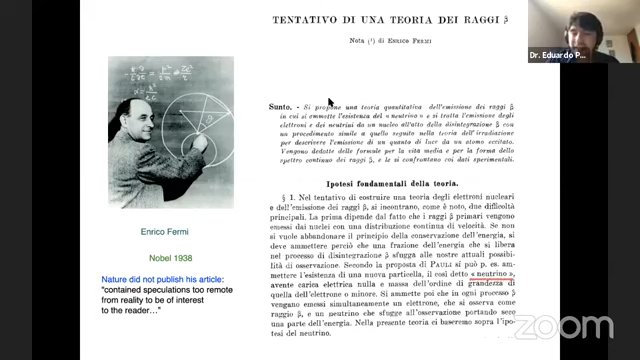 TENTATIVO DI UNA TEORIA DEI RAGGI β
Nota (¹) di ENRICO FERMI
Sunto. - Si propone una teoria quantitativa dell'emissione dei raggi β
in cui si ammette l'esistenza del « neutrino » e si tratta l'emissione degli
elettroni e dei neutrini da un nucleo all'atto della disintegrazione β con
un procedimento simile a quello seguito nella teoria dell'irradiazione
per descrivere l'emissione di un quanto di luce da un atomo eccitato.
Vengono dedotte delle formule per la vita media e per la forma dello
spettro continuo dei raggi β, e le si confrontano coi dati sperimentali.
Ipotesi fondamentali della teoria.
§ 1. Nel tentativo di costruire una teoria degli elettroni nucleari
e dell'emissione dei raggi β, si incontrano, come è noto, due difficoltà
principali. La prima dipende dal fatto che i raggi β primari vengono
emessi dai nuclei con una distribuzione continua di velocità. Se non
si vuole abbandonare il principio della conservazione dell'energia, si
deve ammettere perciò che una frazione dell'energia che si libera
nel processo di disintegrazione β sfugga alle nostre attuali possibi-
lità di osservazione. Secondo la proposta di PAULI si può p. es. am-
mettere l'esistenza di una nuova particella, il così detto « neutrino »,
avente carica elettrica nulla e massa dell'ordine di grandezza di
quella dell'elettrone o minore. Si ammette poi che in ogni processo β
vengano emessi simultaneamente un elettrone, che si osserva come
raggio β, e un neutrino che sfugge all'osservazione portando seco
una parte dell'energia. Nella presente teoria ci baseremo sopra l'ipo-
tesi del neutrino.
Enrico Fermi
Nobel 1938
Nature did not publish his article:
“contained speculations too remote
from reality to be of interest
to the reader…”
Dr. Eduardo P...
zoom